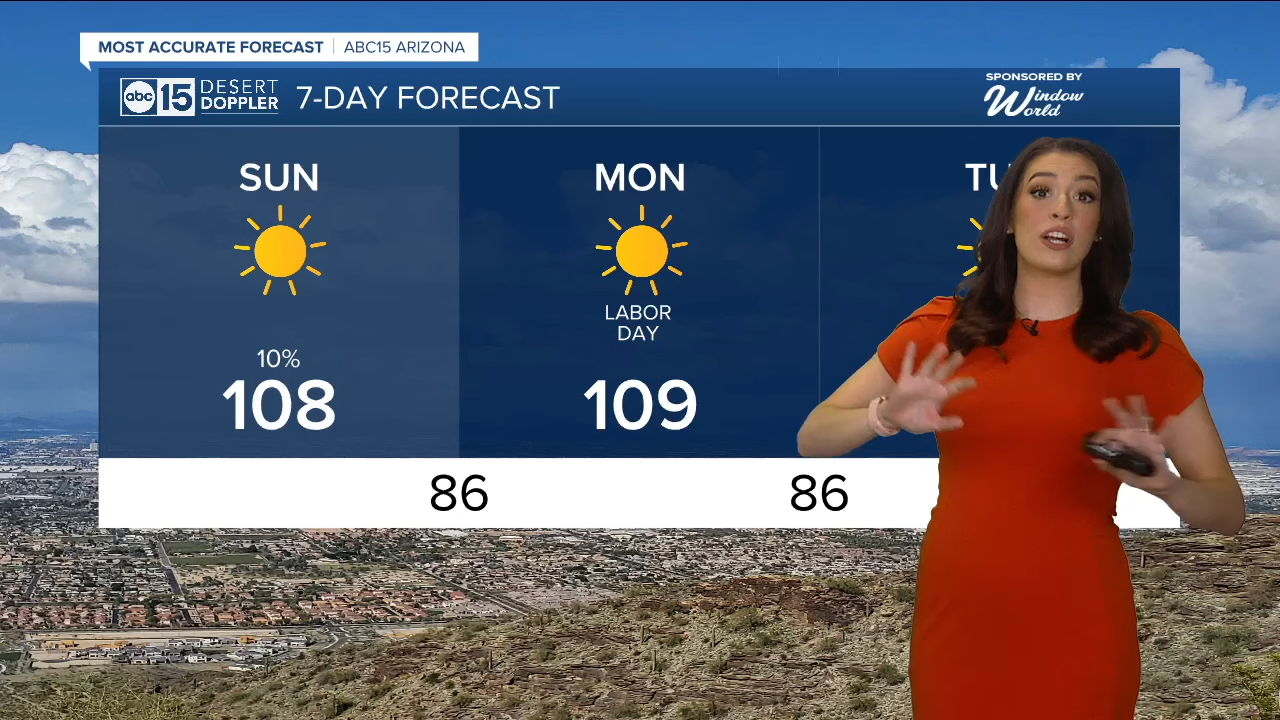 MOST ACCURATE FORECAST | ABC15 ARIZONA
abc 15 DESERT DOPPLER 7-DAY FORECAST
SPONSORED BY
Window World
SUN
MON
TU
LABOR
DAY
10%
108
109
86
86